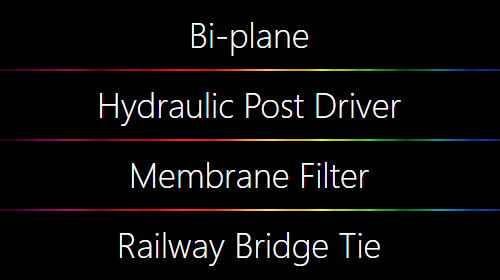 Bi-plane
Hydraulic Post Driver
Membrane Filter
Railway Bridge Tie